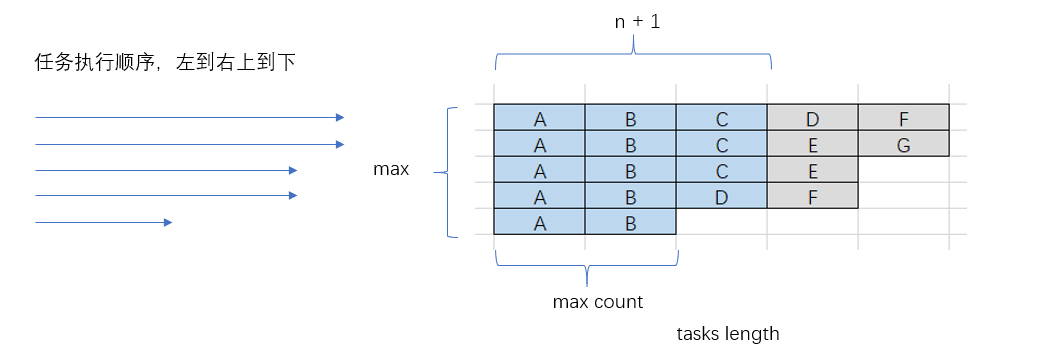 n + 1
任务执行顺序，左到右上到下
max
A B C D F
A B C E G
A B C E
A B D F
A B
max count
tasks length